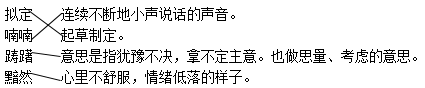 拟定 连续不断地小声说话的声音。
喃喃 起草制定。
踌躇 意思是指犹豫不决，拿不定主意。也做思量、考虑的意思。
黯然 心里不舒服，情绪低落的样子。